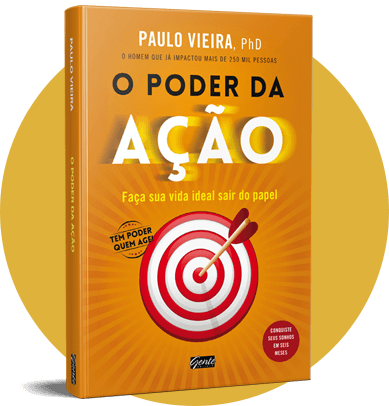 PAULO VIEIRA, PhD
O HOMEM QUE JÁ IMPACTOU MAIS DE 250 MIL PESSOAS
O PODER DA
AÇÃO
Faça sua vida ideal sair do papel
TEM PODER
QUEM AGE!
CONQUISTE
SEUS SONHOS
EM SEIS
MESES
Gente
PAULO VIEIRA
O PODER DA AÇÃO